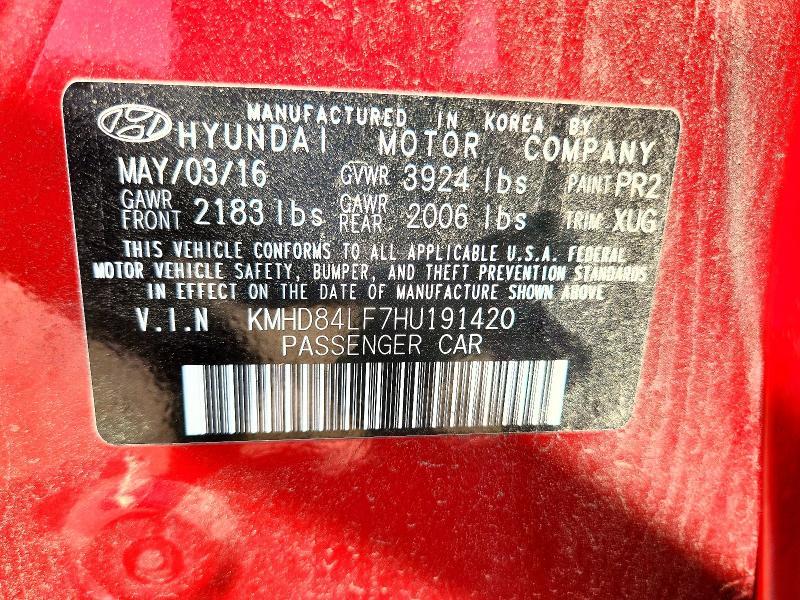 MANUFACTURED IN KOREA BY
HYUNDAI MOTOR COMPANY
MAY/03/16 GVWR 3924 lbs PAINT PR2
GAWR FRONT 2183 lbs GAWR REAR 2006 lbs TRIM XUG
THIS VEHICLE CONFORMS TO ALL APPLICABLE U.S.A. FEDERAL
MOTOR VEHICLE SAFETY, BUMPER, AND THEFT PREVENTION STANDARDS
IN EFFECT ON THE DATE OF MANUFACTURE SHOWN ABOVE
V.I.N KMHD84LF7HU191420
PASSENGER CAR